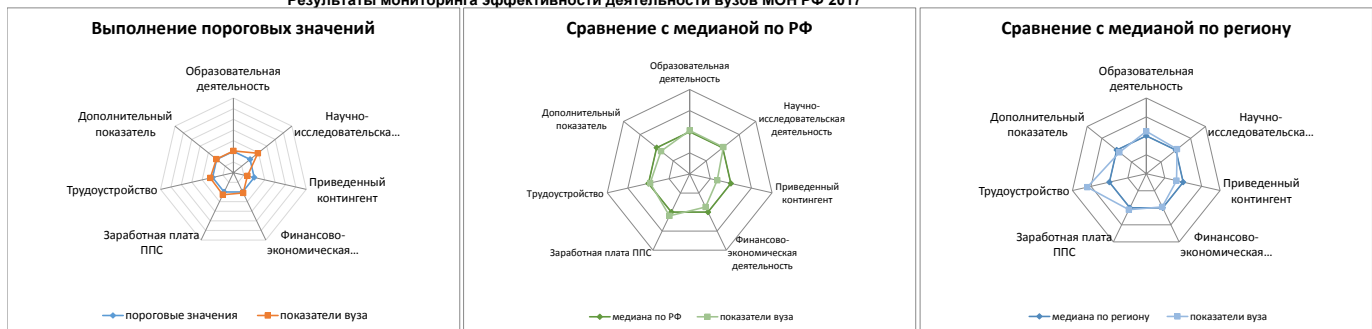 Результаты мониторинга эффективности деятельности вузов МОН РФ 2017
Выполнение пороговых значений
Образовательная
деятельность
Научно-
исследовательска...
Приведенный
контингент
Финансово-
экономическая...
Заработная плата
ППС
Трудоустройство
Дополнительный
показатель
пороговые значения
показатели вуза
Сравнение с медианой по РФ
Образовательная
деятельность
Научно-
исследовательская
деятельность
Приведенный
контингент
Финансово-
экономическая
деятельность
Заработная плата ППС
Трудоустройство
Дополнительный
показатель
медиана по РФ
показатели вуза
Сравнение с медианой по региону
Образовательная
деятельность
Научно-
исследовательска...
Приведенный
контингент
Финансово-
экономическая...
Заработная плата
ППС
Трудоустройство
Дополнительный
показатель
медиана по региону
показатели вуза